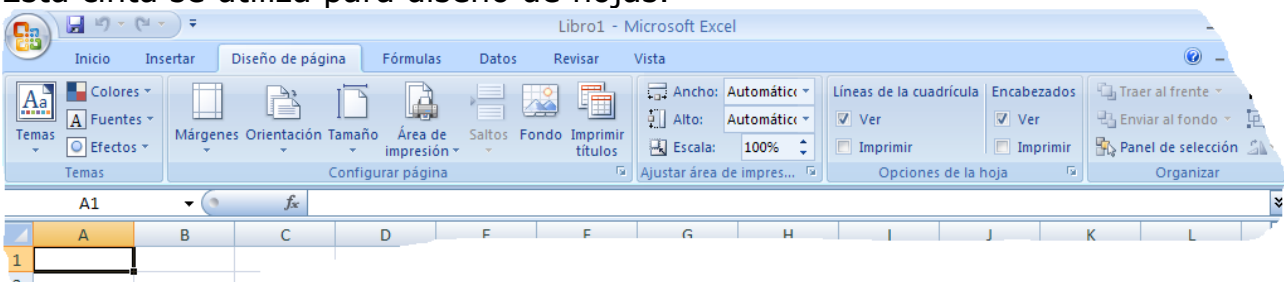 Esta cinta se utiliza para diseño de hojas.
Libro1 - Microsoft Excel
Inicio Insertar Diseño de página Fórmulas Datos Revisar Vista
Colores Ancho: Automático Líneas de la cuadrícula Encabezados Traer al frente
Aa A Fuentes Alto: Automático Ver Ver Enviar al fondo
Temas Efectos Márgenes Orientación Tamaño Área de impresión Saltos Fondo Imprimir títulos Escala: 100% Imprimir Imprimir Panel de selección
Temas Configurar página Ajustar área de impres... Opciones de la hoja Organizar
A1 fx
A B C D E F G H I J K L
1